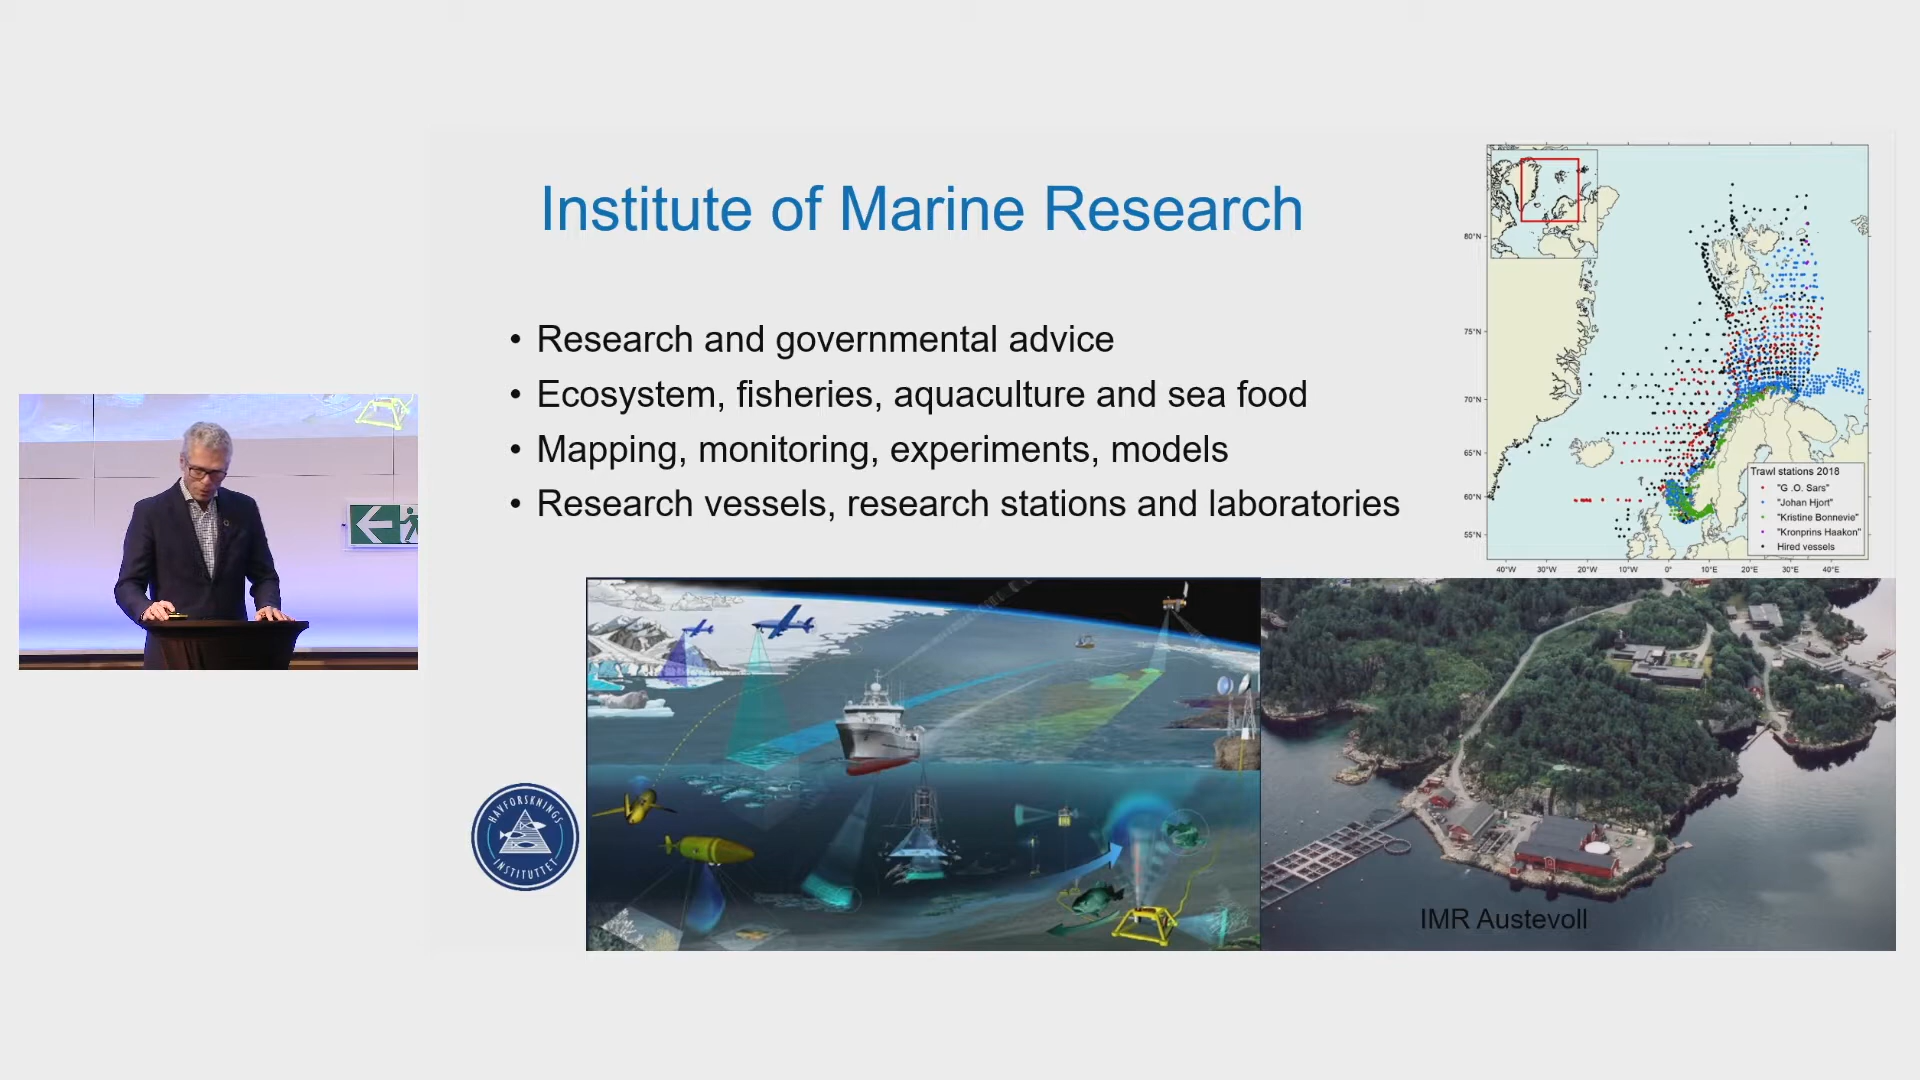 Institute of Marine Research
• Research and governmental advice
• Ecosystem, fisheries, aquaculture and sea food
• Mapping, monitoring, experiments, models
• Research vessels, research stations and laboratories
80°N
75°N
70°N
65°N
60°N
55°N
40°W 30°W 20°W 10°W 0° 10°E 20°E 30°E 40°E
Trawl stations 2018
"G .O. Sars"
"Johan Hjort"
"Kristine Bonnevie"
"Kronprins Haakon"
Hired vessels
HAVFORSKNINGS
INSTITUTTET
IMR Austevoll